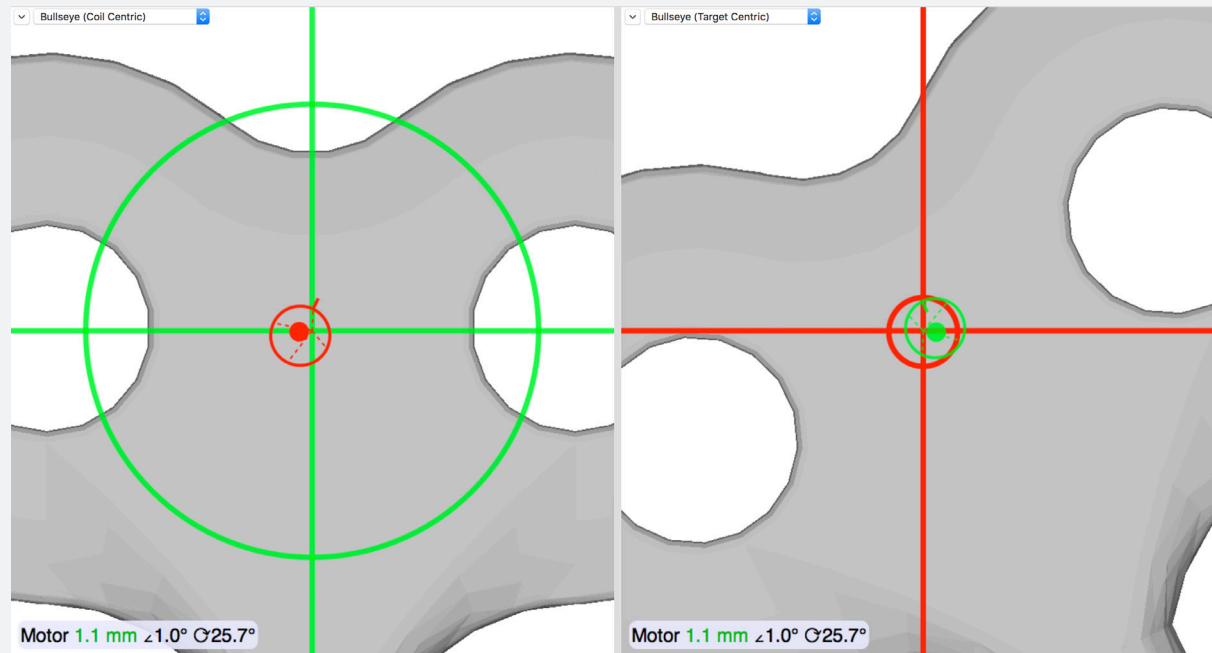 Bullseye (Coil Centric)
Bullseye (Target Centric)
Motor 1.1 mm ∠1.0° ⟳25.7°
Motor 1.1 mm ∠1.0° ⟳25.7°